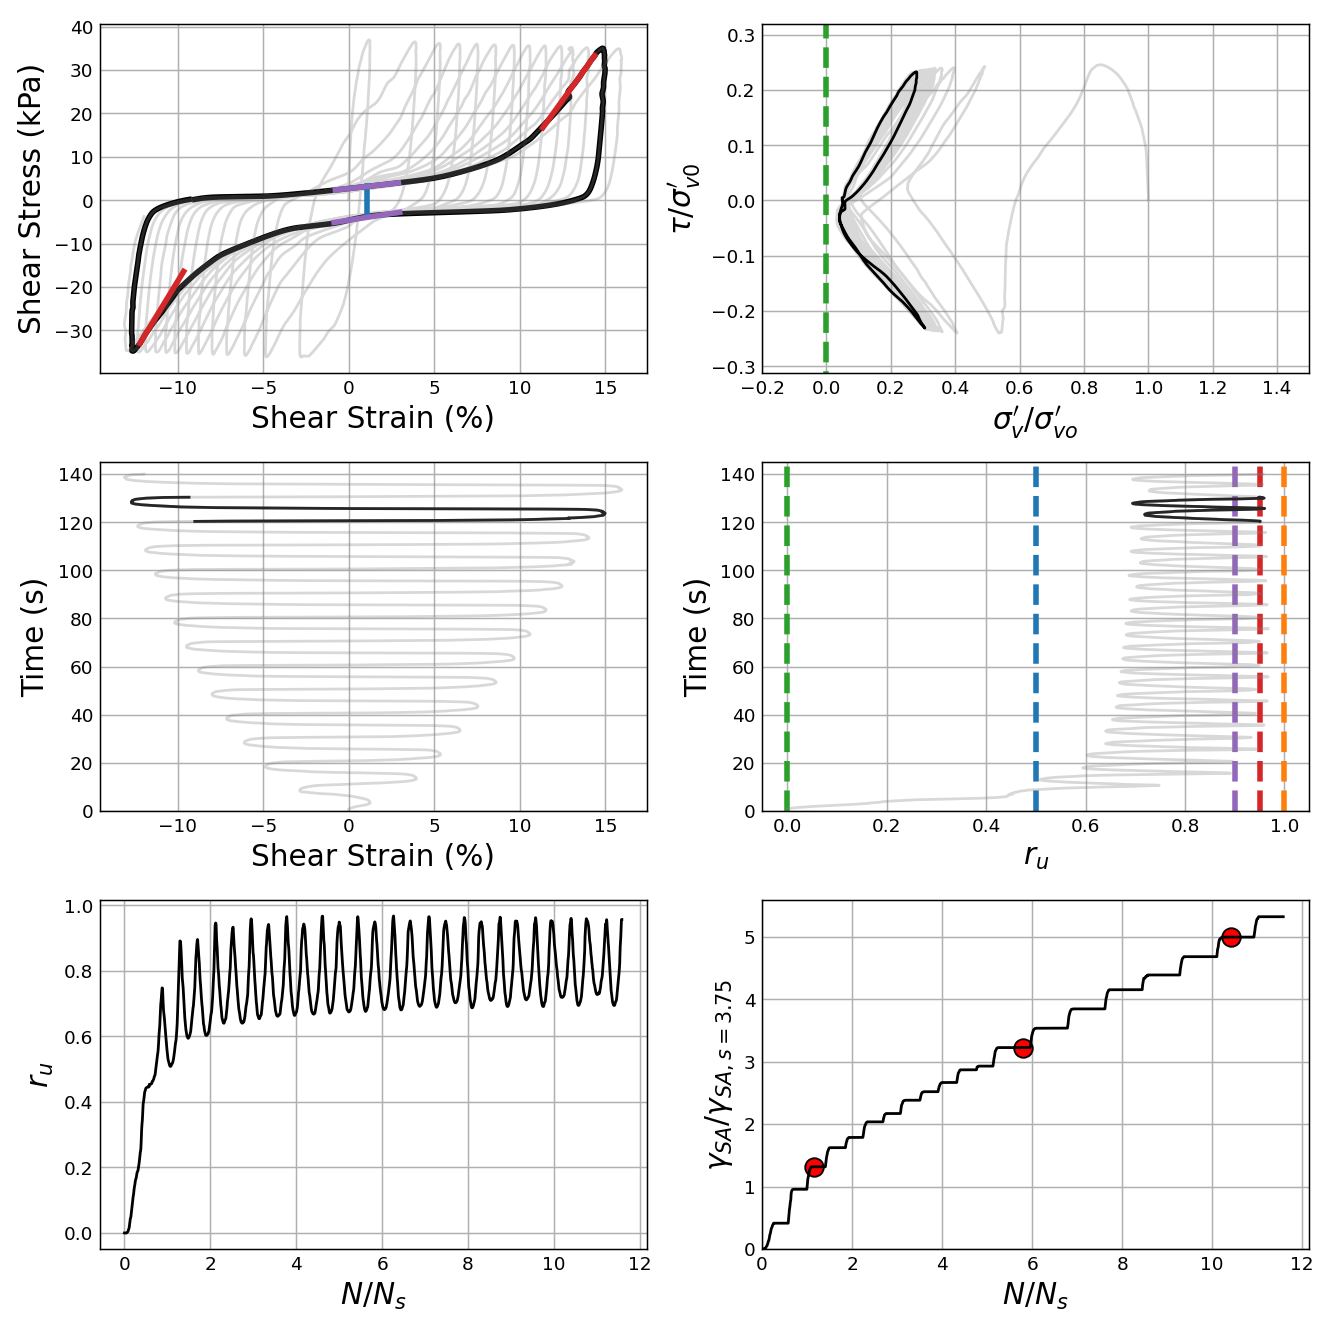 40
30
20
10
0
−10
−20
−30
Shear Stress (kPa)
−10 −5 0 5 10 15
Shear Strain (%)
0.3
0.2
0.1
0.0
−0.1
−0.2
−0.3
τ/σ′v0
−0.2 0.0 0.2 0.4 0.6 0.8 1.0 1.2 1.4
σ′v/σ′vo
140
120
100
80
60
40
20
0
Time (s)
−10 −5 0 5 10 15
Shear Strain (%)
140
120
100
80
60
40
20
0
Time (s)
0.0 0.2 0.4 0.6 0.8 1.0
ru
1.0
0.8
0.6
0.4
0.2
0.0
ru
0 2 4 6 8 10 12
N/Ns
5
4
3
2
1
0
γSA/γSA, s = 3.75
0 2 4 6 8 10 12
N/Ns